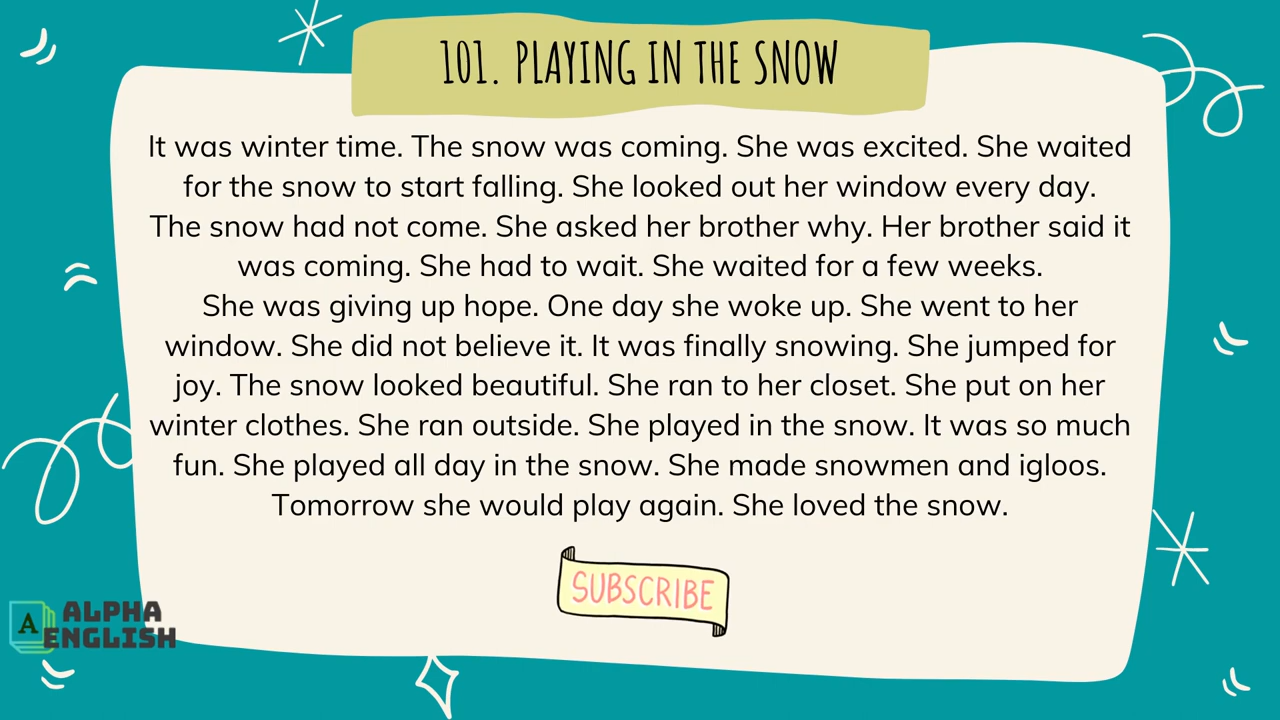 101. PLAYING IN THE SNOW
It was winter time. The snow was coming. She was excited. She waited
for the snow to start falling. She looked out her window every day.
The snow had not come. She asked her brother why. Her brother said it
was coming. She had to wait. She waited for a few weeks.
She was giving up hope. One day she woke up. She went to her
window. She did not believe it. It was finally snowing. She jumped for
joy. The snow looked beautiful. She ran to her closet. She put on her
winter clothes. She ran outside. She played in the snow. It was so much
fun. She played all day in the snow. She made snowmen and igloos.
Tomorrow she would play again. She loved the snow.
SUBSCRIBE
A
ALPHA
ENGLISH